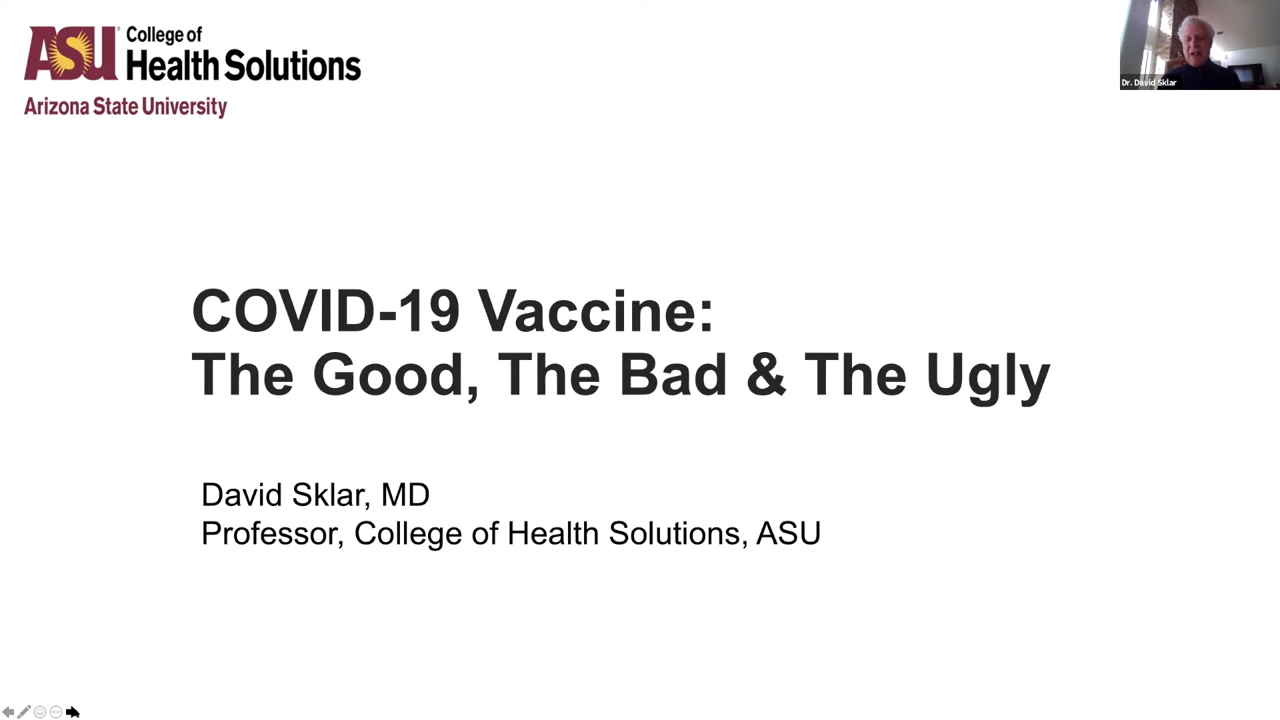 ASU College of
Health Solutions
Arizona State University
Dr. David Sklar
COVID-19 Vaccine:
The Good, The Bad & The Ugly
David Sklar, MD
Professor, College of Health Solutions, ASU